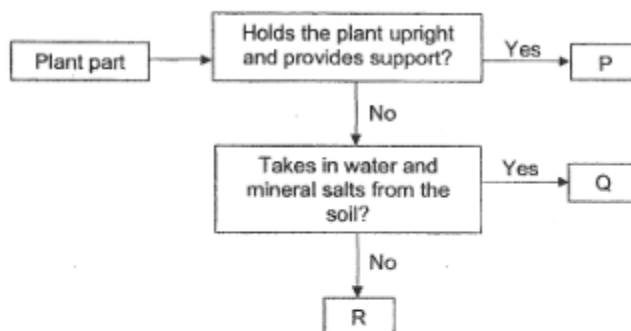 Holds the plant upright
and provides support?
Plant part
Yes
P
No
Takes in water and
mineral salts from the
soil?
Yes
Q
No
R